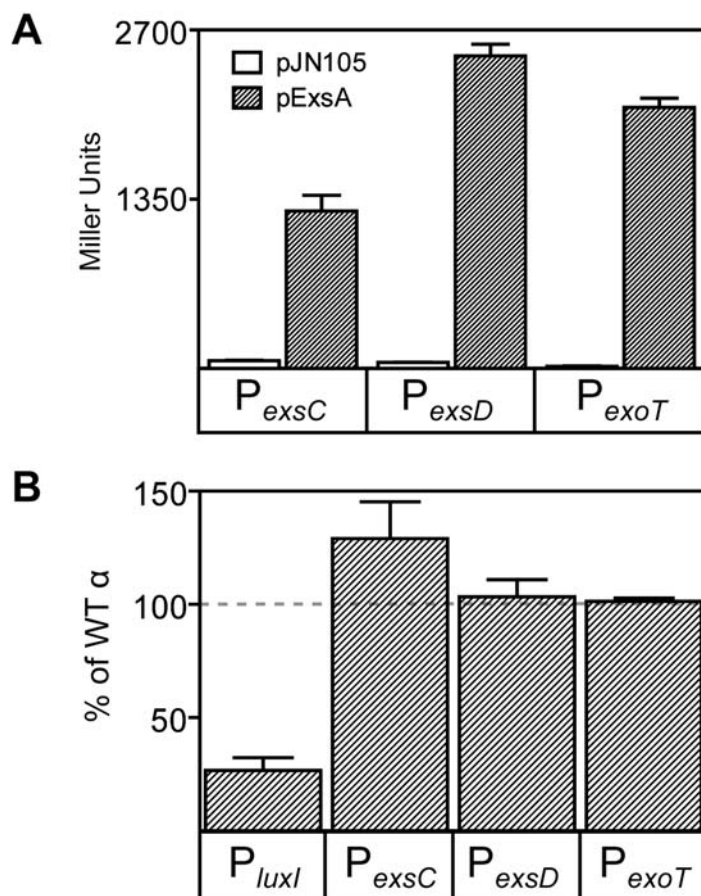 A
2700
pJN105
pExsA
Miller Units
1350
PexsC
PexsD
PexoT
B
150
% of WT α
100
50
PluxI
PexsC
PexsD
PexoT